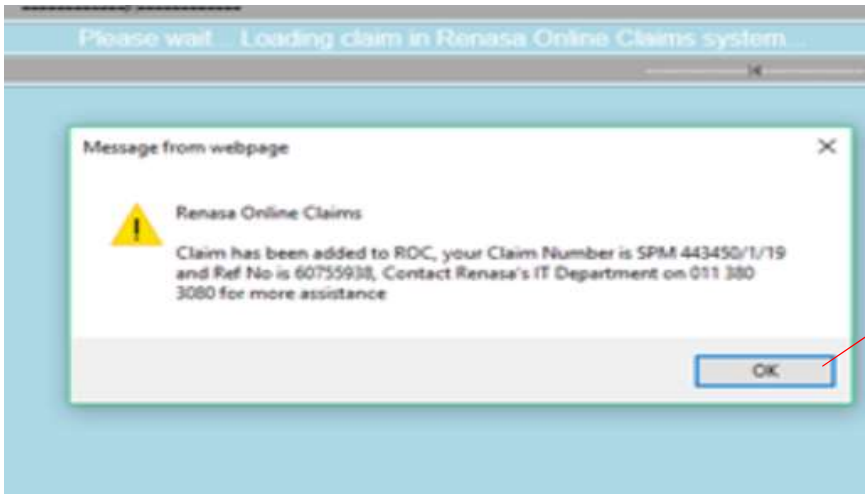 Please wait... Loading claim in Renasa Online Claims system...
Message from webpage
Renasa Online Claims
Claim has been added to ROC, your Claim Number is SPM 443450/1/19
and Ref No is 60755938, Contact Renasa's IT Department on 011 380
3080 for more assistance
OK